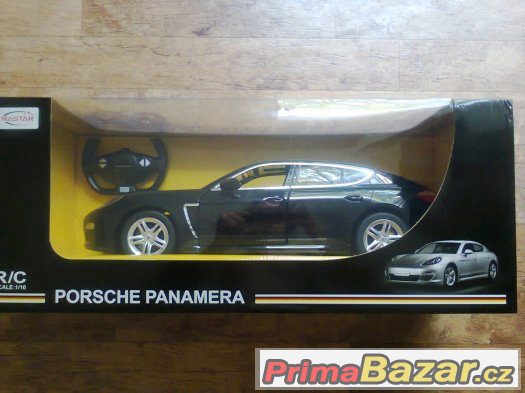 RASTAR
R/C
SCALE:1/10
PORSCHE PANAMERA
PrimaBazar.cz